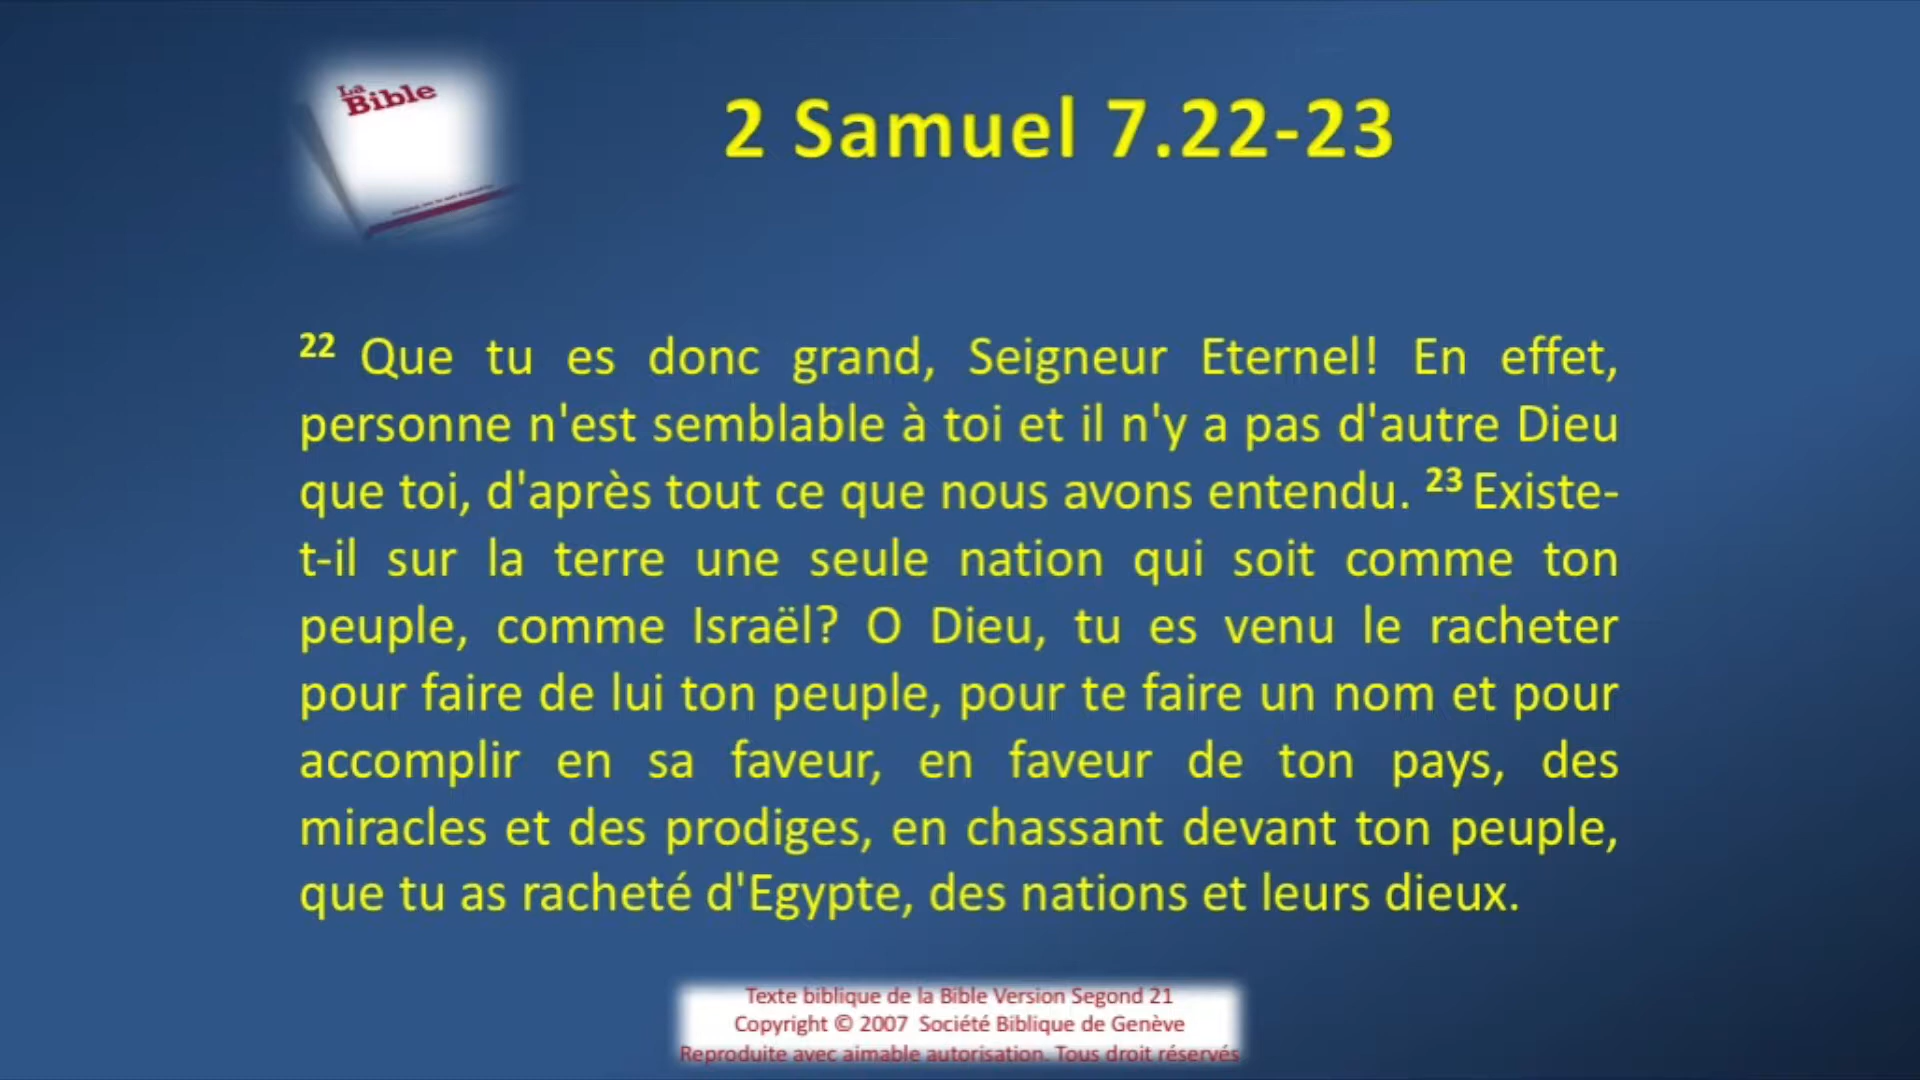 La
Bible
2 Samuel 7.22-23
22 Que tu es donc grand, Seigneur Eternel! En effet,
personne n'est semblable à toi et il n'y a pas d'autre Dieu
que toi, d'après tout ce que nous avons entendu. 23 Existe-
t-il sur la terre une seule nation qui soit comme ton
peuple, comme Israël? O Dieu, tu es venu le racheter
pour faire de lui ton peuple, pour te faire un nom et pour
accomplir en sa faveur, en faveur de ton pays, des
miracles et des prodiges, en chassant devant ton peuple,
que tu as racheté d'Egypte, des nations et leurs dieux.
Texte biblique de la Bible Version Segond 21
Copyright © 2007 Société Biblique de Genève
Reproduite avec aimable autorisation. Tous droit réservés